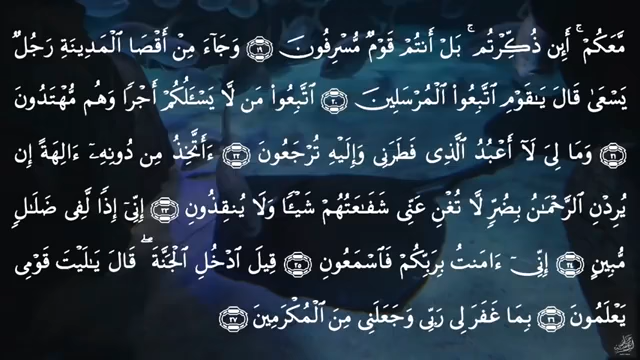 مَّعَكُمْ ۚ أَئِن ذُكِّرْتُم ۚ بَلْ أَنتُمْ قَوْمٌ مُّسْرِفُونَ ۝١٩ وَجَآءَ مِنْ أَقْصَا ٱلْمَدِينَةِ رَجُلٌ
يَسْعَىٰ قَالَ يَـٰقَوْمِ ٱتَّبِعُوا۟ ٱلْمُرْسَلِينَ ۝٢٠ ٱتَّبِعُوا۟ مَن لَّا يَسْـَٔلُكُمْ أَجْرًا وَهُم مُّهْتَدُونَ
۝٢١ وَمَا لِىَ لَآ أَعْبُدُ ٱلَّذِى فَطَرَنِى وَإِلَيْهِ تُرْجَعُونَ ۝٢٢ ءَأَتَّخِذُ مِن دُونِهِۦٓ ءَالِهَةً إِن
يُرِدْنِ ٱلرَّحْمَـٰنُ بِضُرٍّ لَّا تُغْنِ عَنِّى شَفَـٰعَتُهُمْ شَيْـًٔا وَلَا يُنقِذُونِ ۝٢٣ إِنِّىٓ إِذًا لَّفِى ضَلَـٰلٍ
مُّبِينٍ ۝٢٤ إِنِّىٓ ءَامَنتُ بِرَبِّكُمْ فَٱسْمَعُونِ ۝٢٥ قِيلَ ٱدْخُلِ ٱلْجَنَّةَ ۖ قَالَ يَـٰلَيْتَ قَوْمِى
يَعْلَمُونَ ۝٢٦ بِمَا غَفَرَ لِى رَبِّى وَجَعَلَنِى مِنَ ٱلْمُكْرَمِينَ ۝٢٧